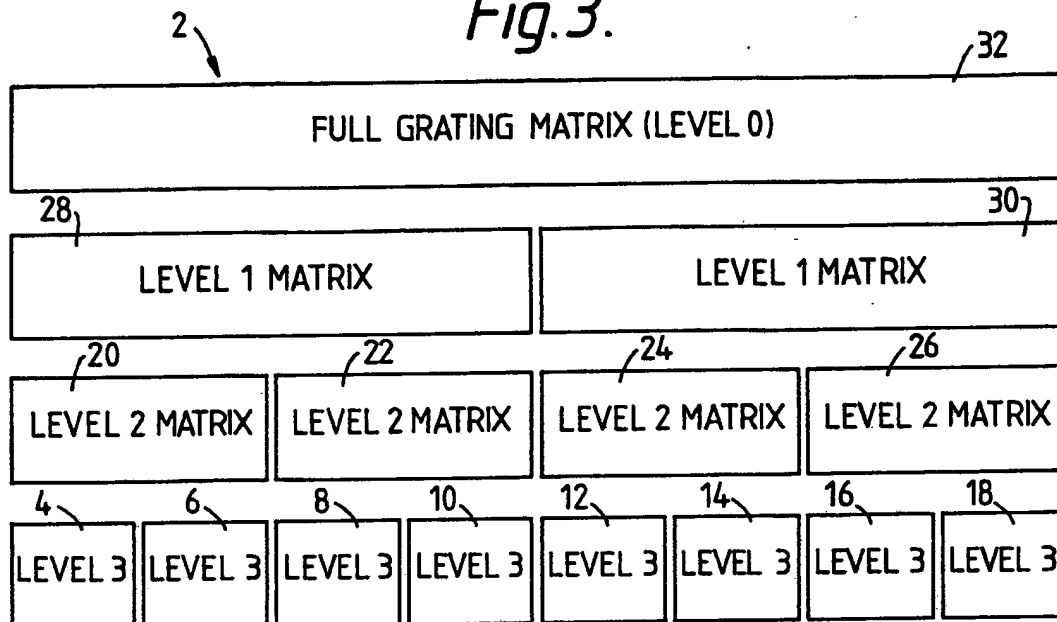 Fig.3.
2
32
FULL GRATING MATRIX (LEVEL 0)
28
30
LEVEL 1 MATRIX LEVEL 1 MATRIX
20 22 24 26
LEVEL 2 MATRIX LEVEL 2 MATRIX LEVEL 2 MATRIX LEVEL 2 MATRIX
4 6 8 10 12 14 16 18
LEVEL 3 LEVEL 3 LEVEL 3 LEVEL 3 LEVEL 3 LEVEL 3 LEVEL 3 LEVEL 3